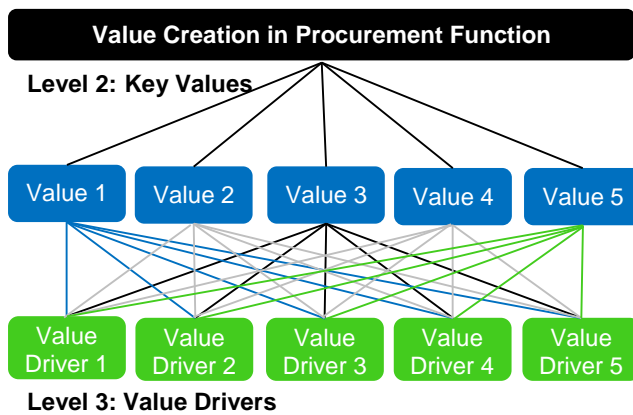 Value Creation in Procurement Function
Level 2: Key Values
Value 1
Value 2
Value 3
Value 4
Value 5
Value
Driver 1
Value
Driver 2
Value
Driver 3
Value
Driver 4
Value
Driver 5
Level 3: Value Drivers